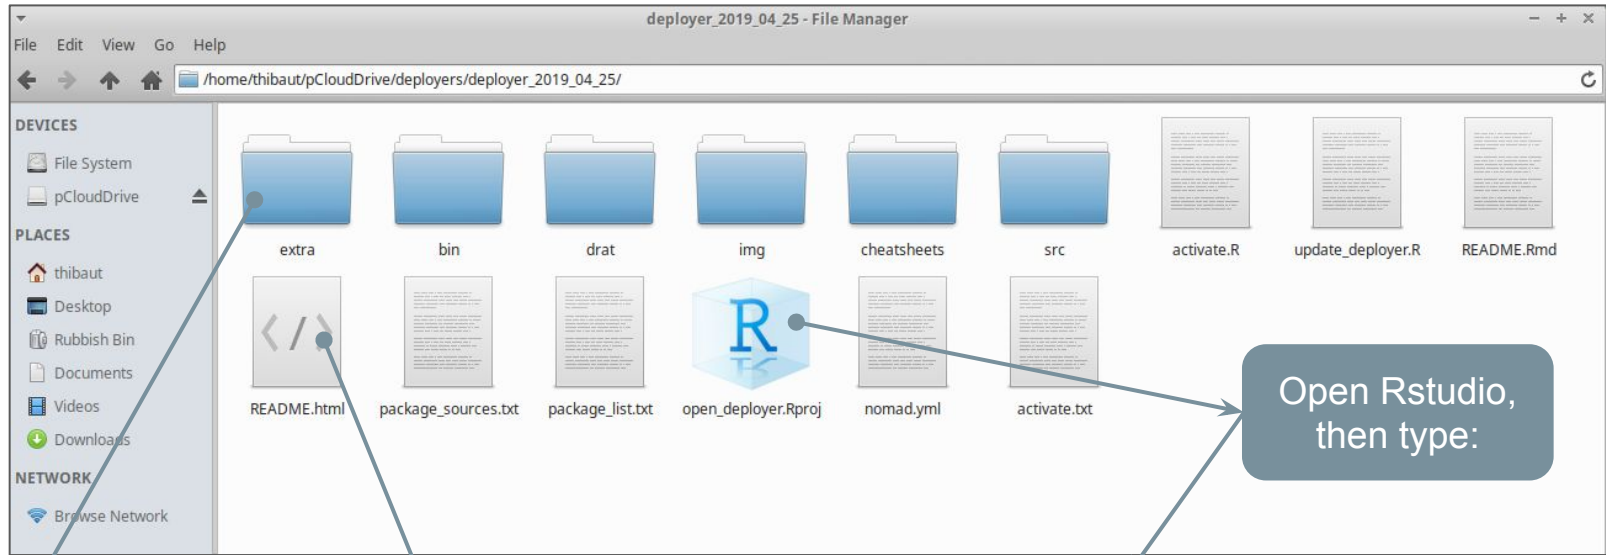 deployer_2019_04_25 - File Manager
File Edit View Go Help
/home/thibaut/pCloudDrive/deployers/deployer_2019_04_25/
DEVICES
File System
pCloudDrive
PLACES
thibaut
Desktop
Rubbish Bin
Documents
Videos
Downloads
NETWORK
Browse Network
extra bin drat img cheatsheets src activate.R update_deployer.R README.Rmd
README.html package_sources.txt package_list.txt open_deployer.Rproj nomad.yml activate.txt
Open Rstudio,
then type: